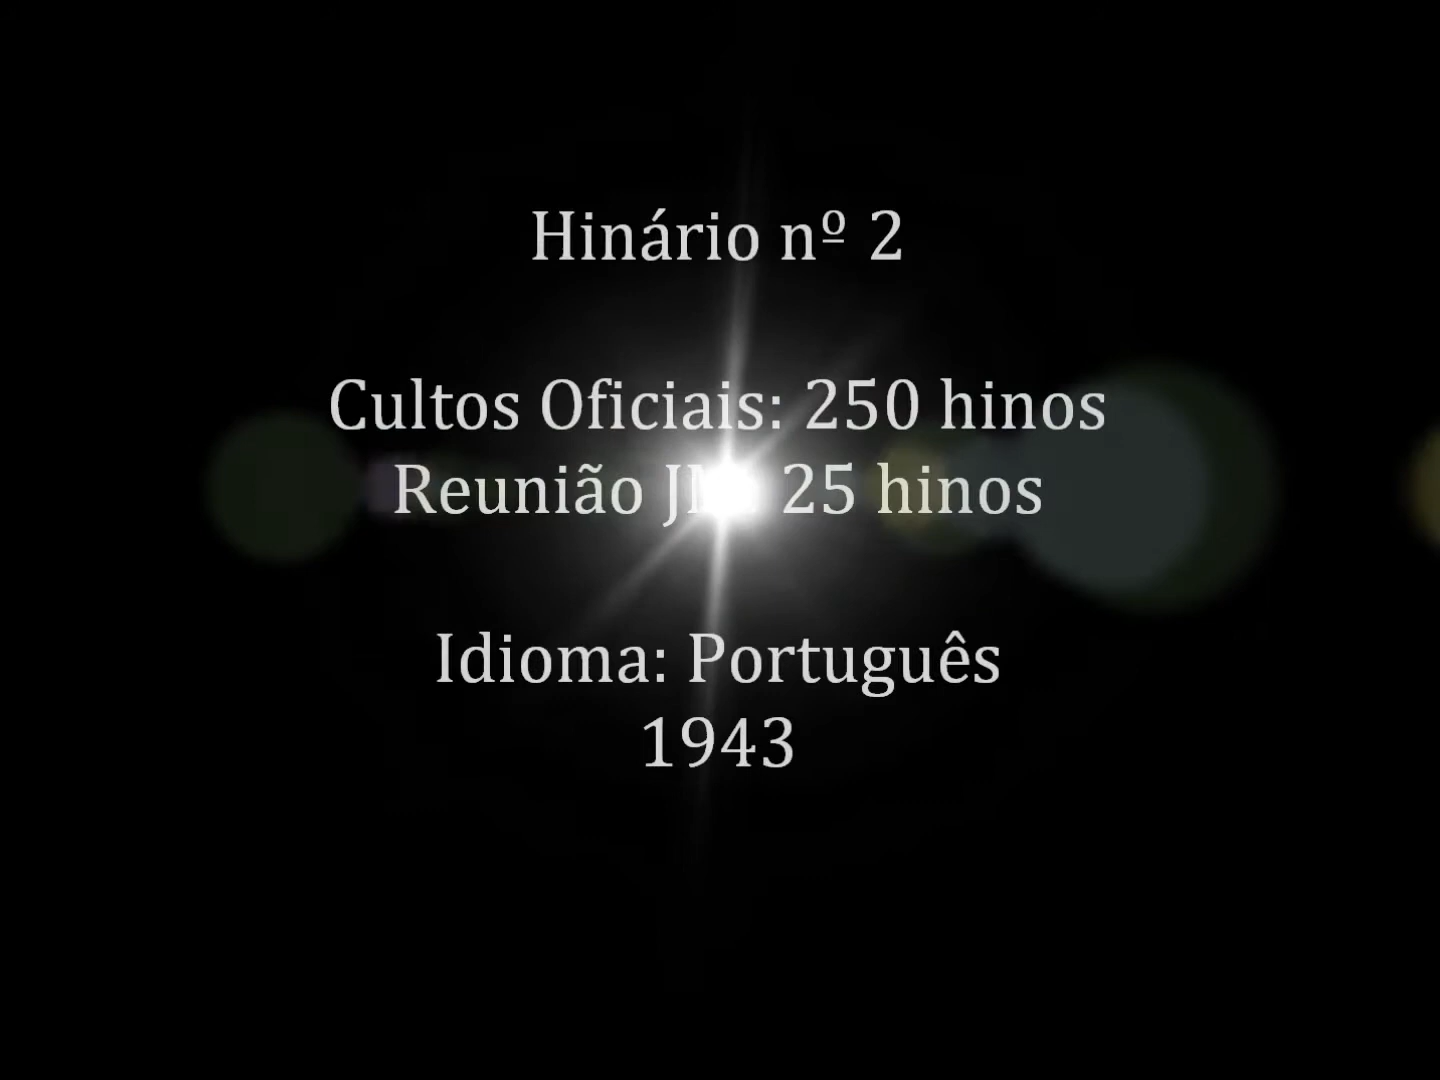 Hinário nº 2
Cultos Oficiais: 250 hinos
Reunião 25 hinos
Idioma: Português
1943